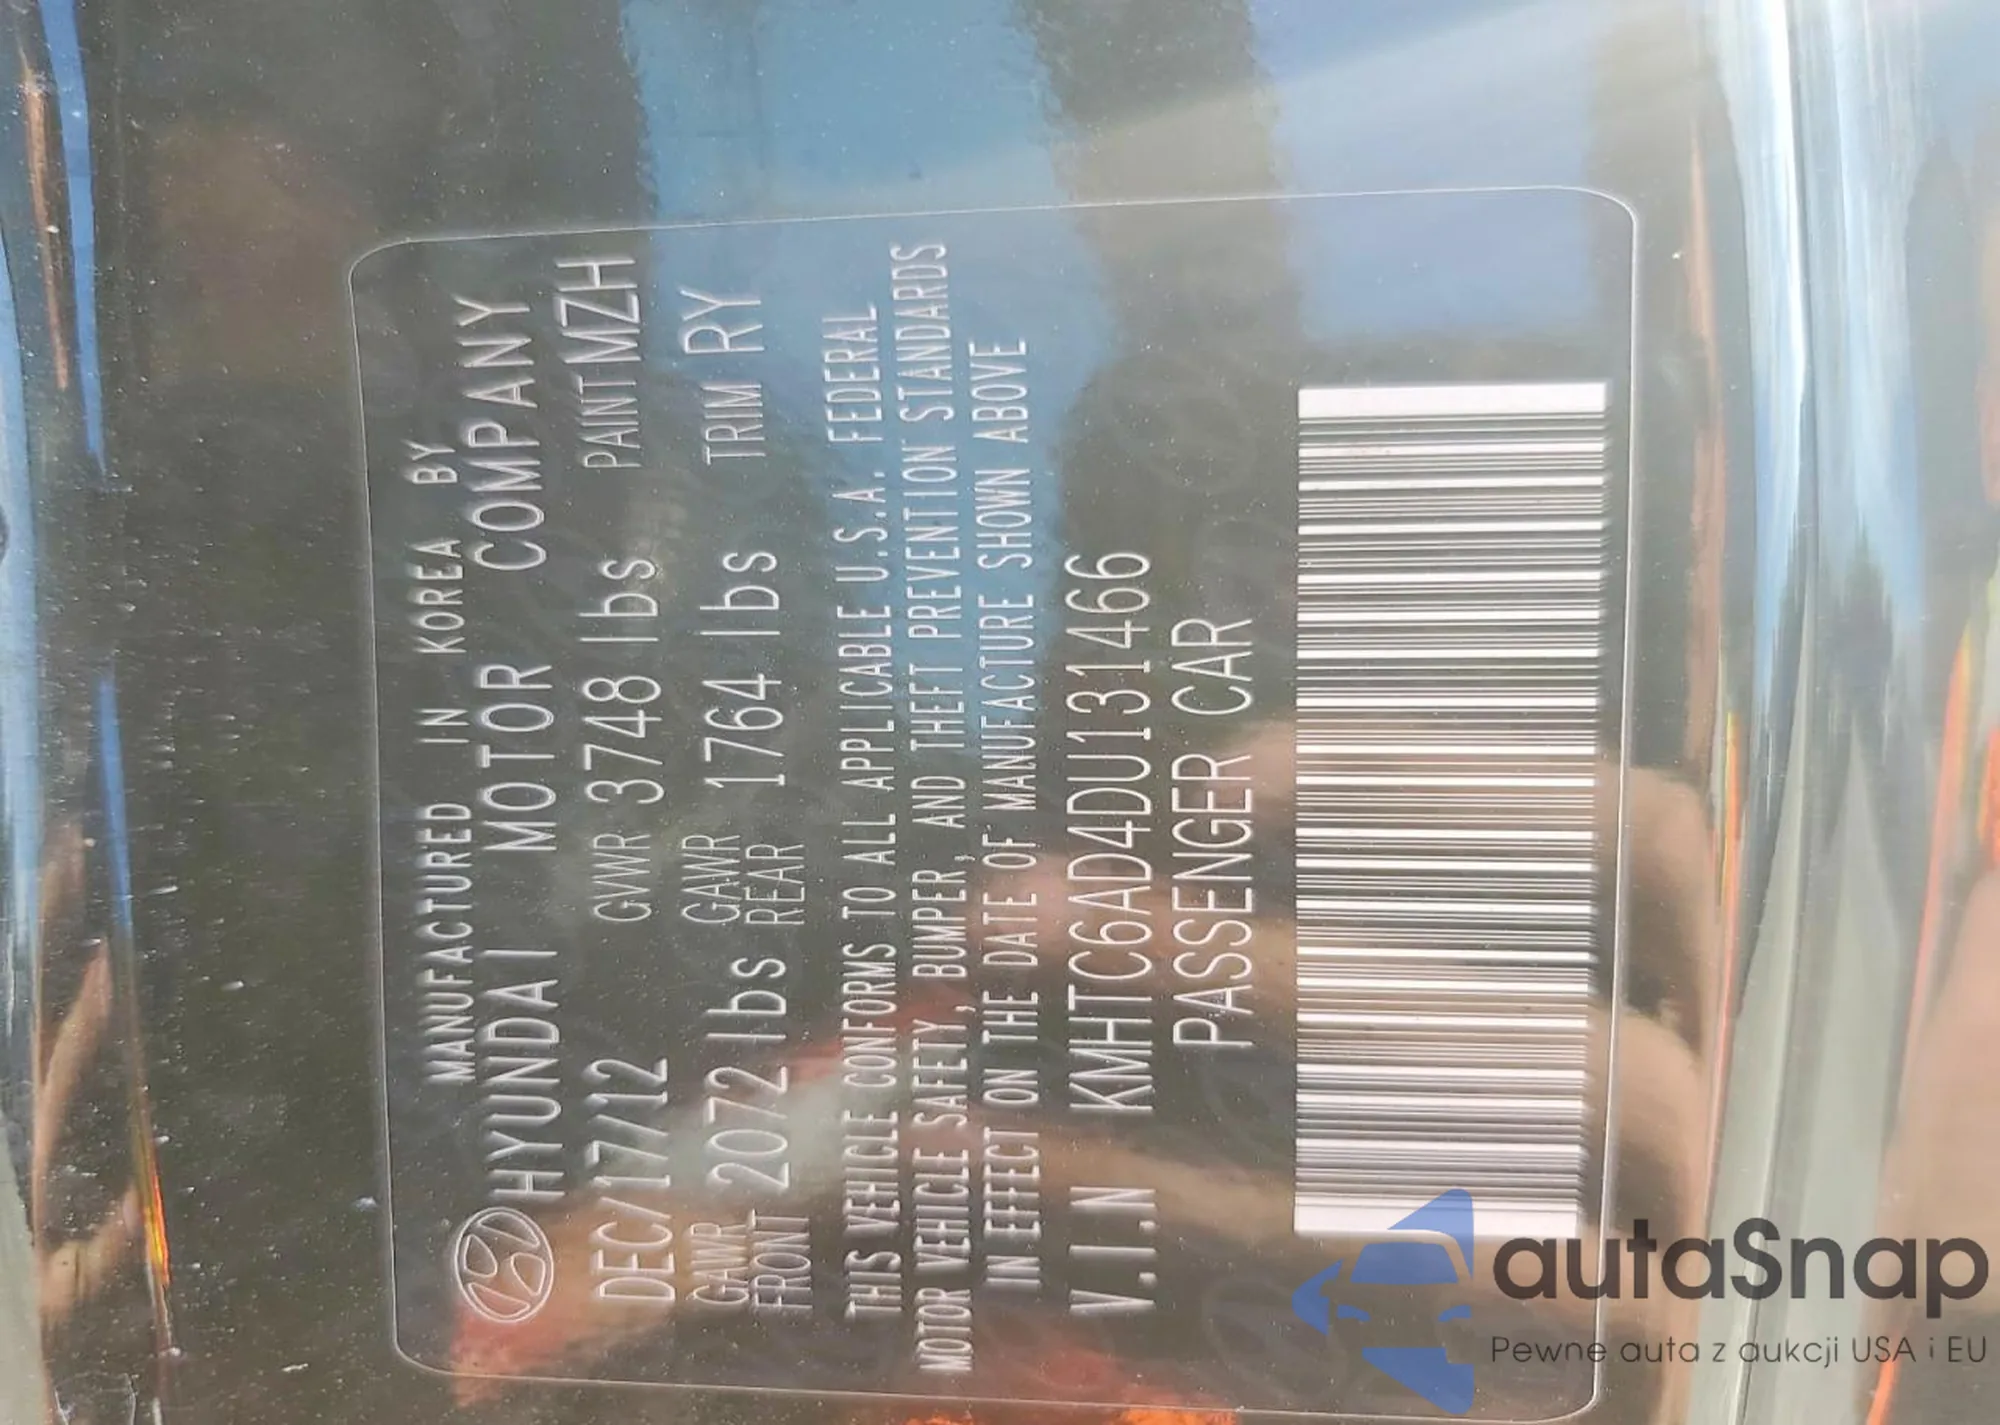 MANUFACTURED IN KOREA BY
HYUNDAI MOTOR COMPANY
DEC/17/12 GVWR 3748 lbs PAINT MZH
GAWR FRONT 2072 lbs GAWR REAR 1764 lbs TRIM RY
THIS VEHICLE CONFORMS TO ALL APPLICABLE U.S.A. FEDERAL
MOTOR VEHICLE SAFETY, BUMPER, AND THEFT PREVENTION STANDARDS
IN EFFECT ON THE DATE OF MANUFACTURE SHOWN ABOVE
V.I.N KMHTC6AD4DU131466
PASSENGER CAR
autaSnap
Pewne auta z aukcji USA i EU